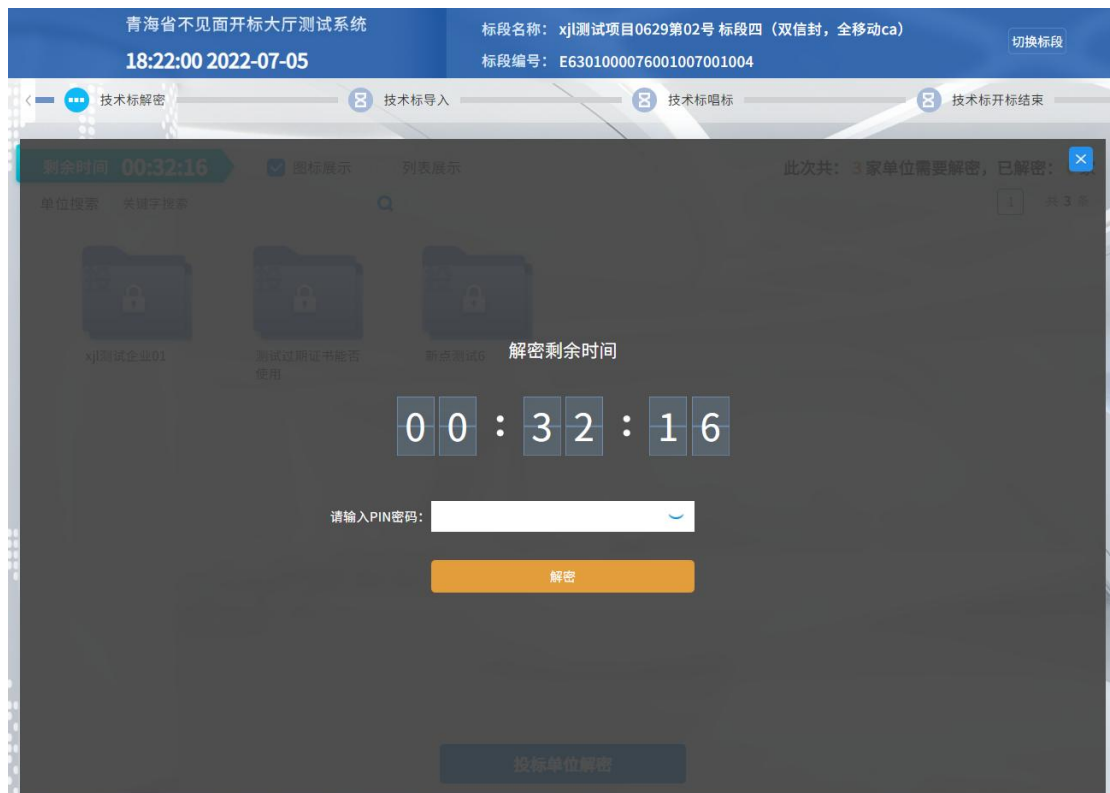 青海省不见面开标大厅测试系统
18:22:00 2022-07-05
标段名称： xjl测试项目0629第02号 标段四（双信封，全移动ca）
标段编号： E6301000076001007001004
切换标段
技术标解密
技术标导入
技术标唱标
技术标开标结束
剩余时间 00:32:16
图标展示
列表展示
此次共： 3 家单位需要解密，已解密：
单位搜索 关键字搜索
1 共 3 条
xjl测试企业01
测试过期证书能否
使用
新点测试6
解密剩余时间
00 : 32 : 16
请输入PIN密码：
解密
投标单位解密